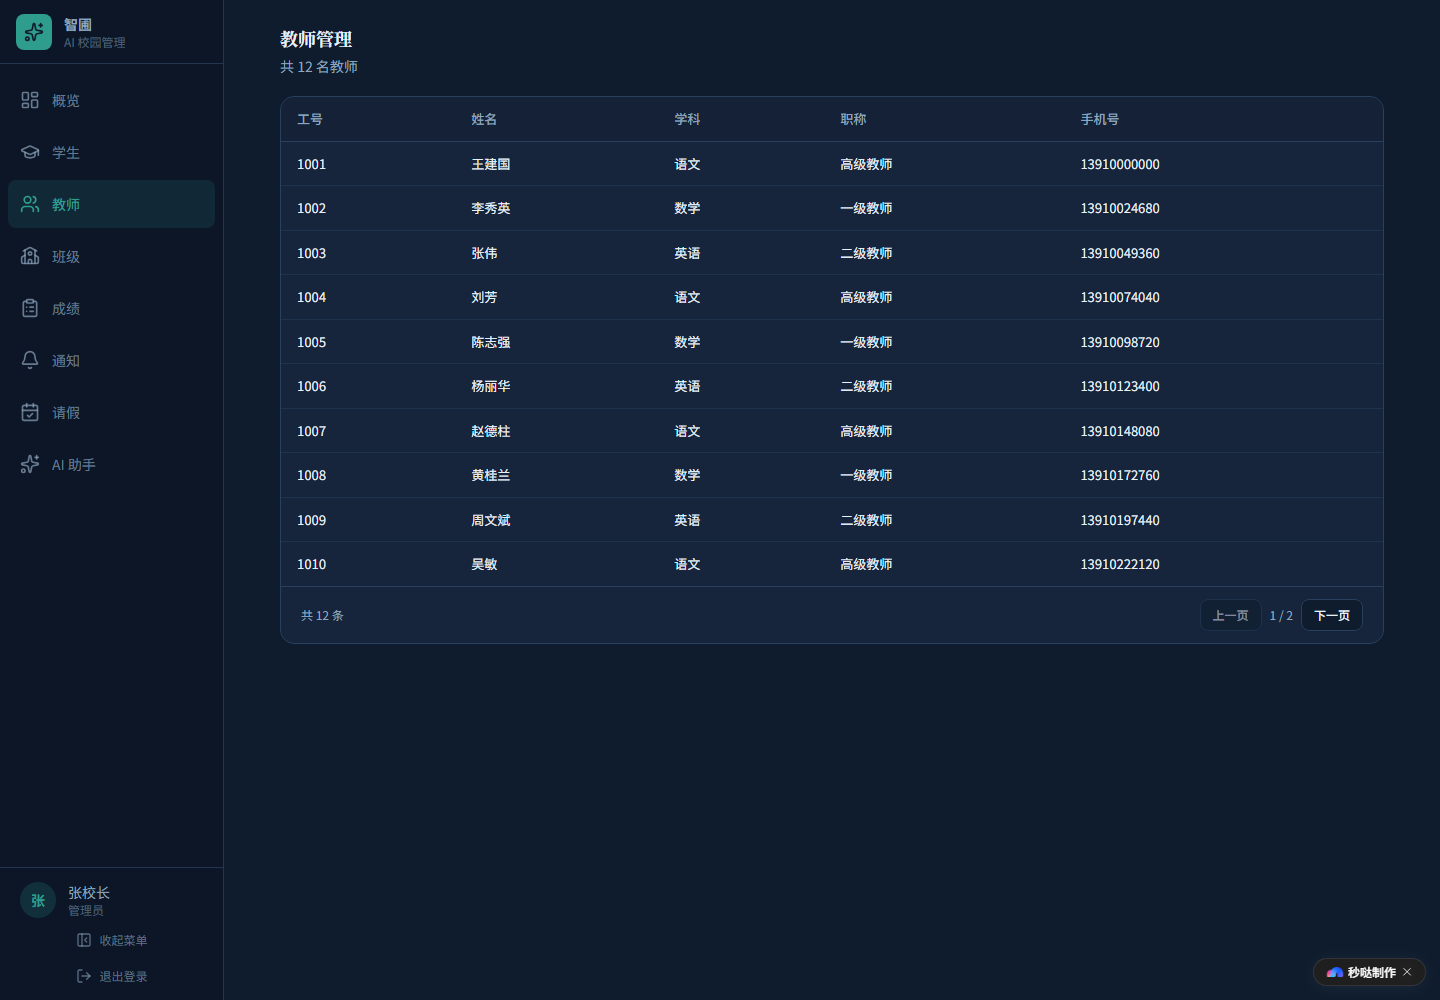 智圃
AI 校园管理
概览
学生
教师
班级
成绩
通知
请假
AI 助手
张
张校长
管理员
收起菜单
退出登录
教师管理
共 12 名教师
工号 姓名 学科 职称 手机号
1001 王建国 语文 高级教师 13910000000
1002 李秀英 数学 一级教师 13910024680
1003 张伟 英语 二级教师 13910049360
1004 刘芳 语文 高级教师 13910074040
1005 陈志强 数学 一级教师 13910098720
1006 杨丽华 英语 二级教师 13910123400
1007 赵德柱 语文 高级教师 13910148080
1008 黄桂兰 数学 一级教师 13910172760
1009 周文斌 英语 二级教师 13910197440
1010 吴敏 语文 高级教师 13910222120
共 12 条 上一页 1 / 2 下一页
秒哒制作